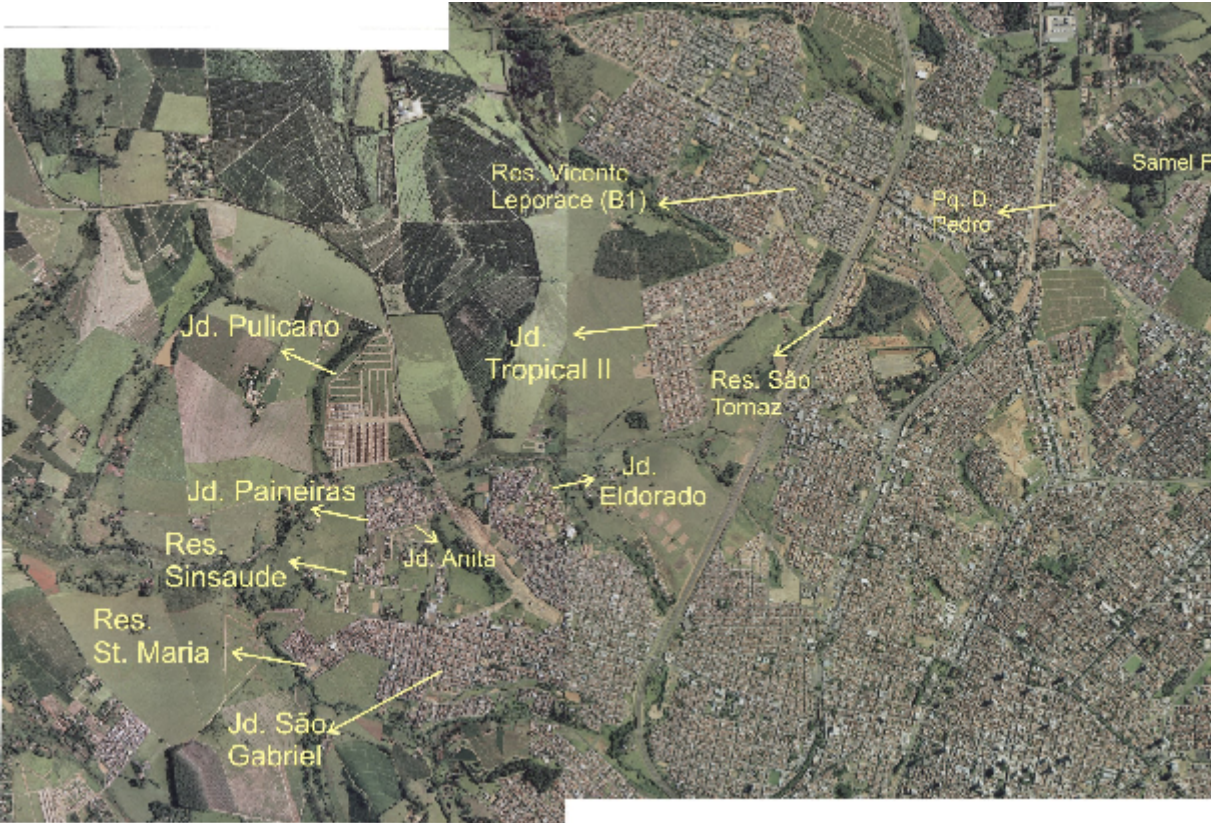 Res. Vicente
Leporace (B1)
Samel P
Pq. D.
Pedro
Jd. Pulicano
Jd.
Tropical II
Res. São
Tomaz
Jd.
Eldorado
Jd. Paineiras
Res.
Sinsaude
Jd. Anita
Res.
St. Maria
Jd. São
Gabriel